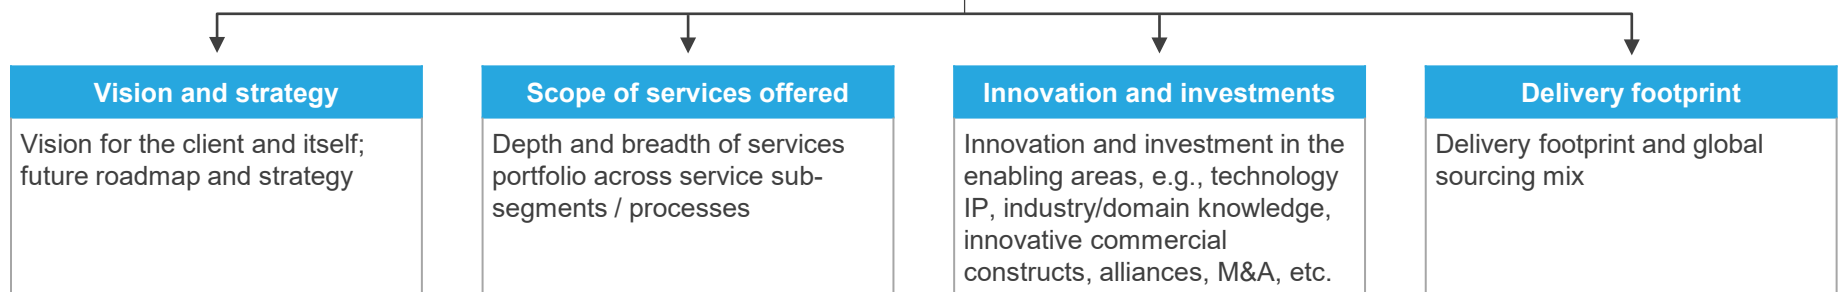 Vision and strategy
Vision for the client and itself;
future roadmap and strategy
Scope of services offered
Depth and breadth of services
portfolio across service sub-
segments / processes
Innovation and investments
Innovation and investment in the
enabling areas, e.g., technology
IP, industry/domain knowledge,
innovative commercial
constructs, alliances, M&A, etc.
Delivery footprint
Delivery footprint and global
sourcing mix